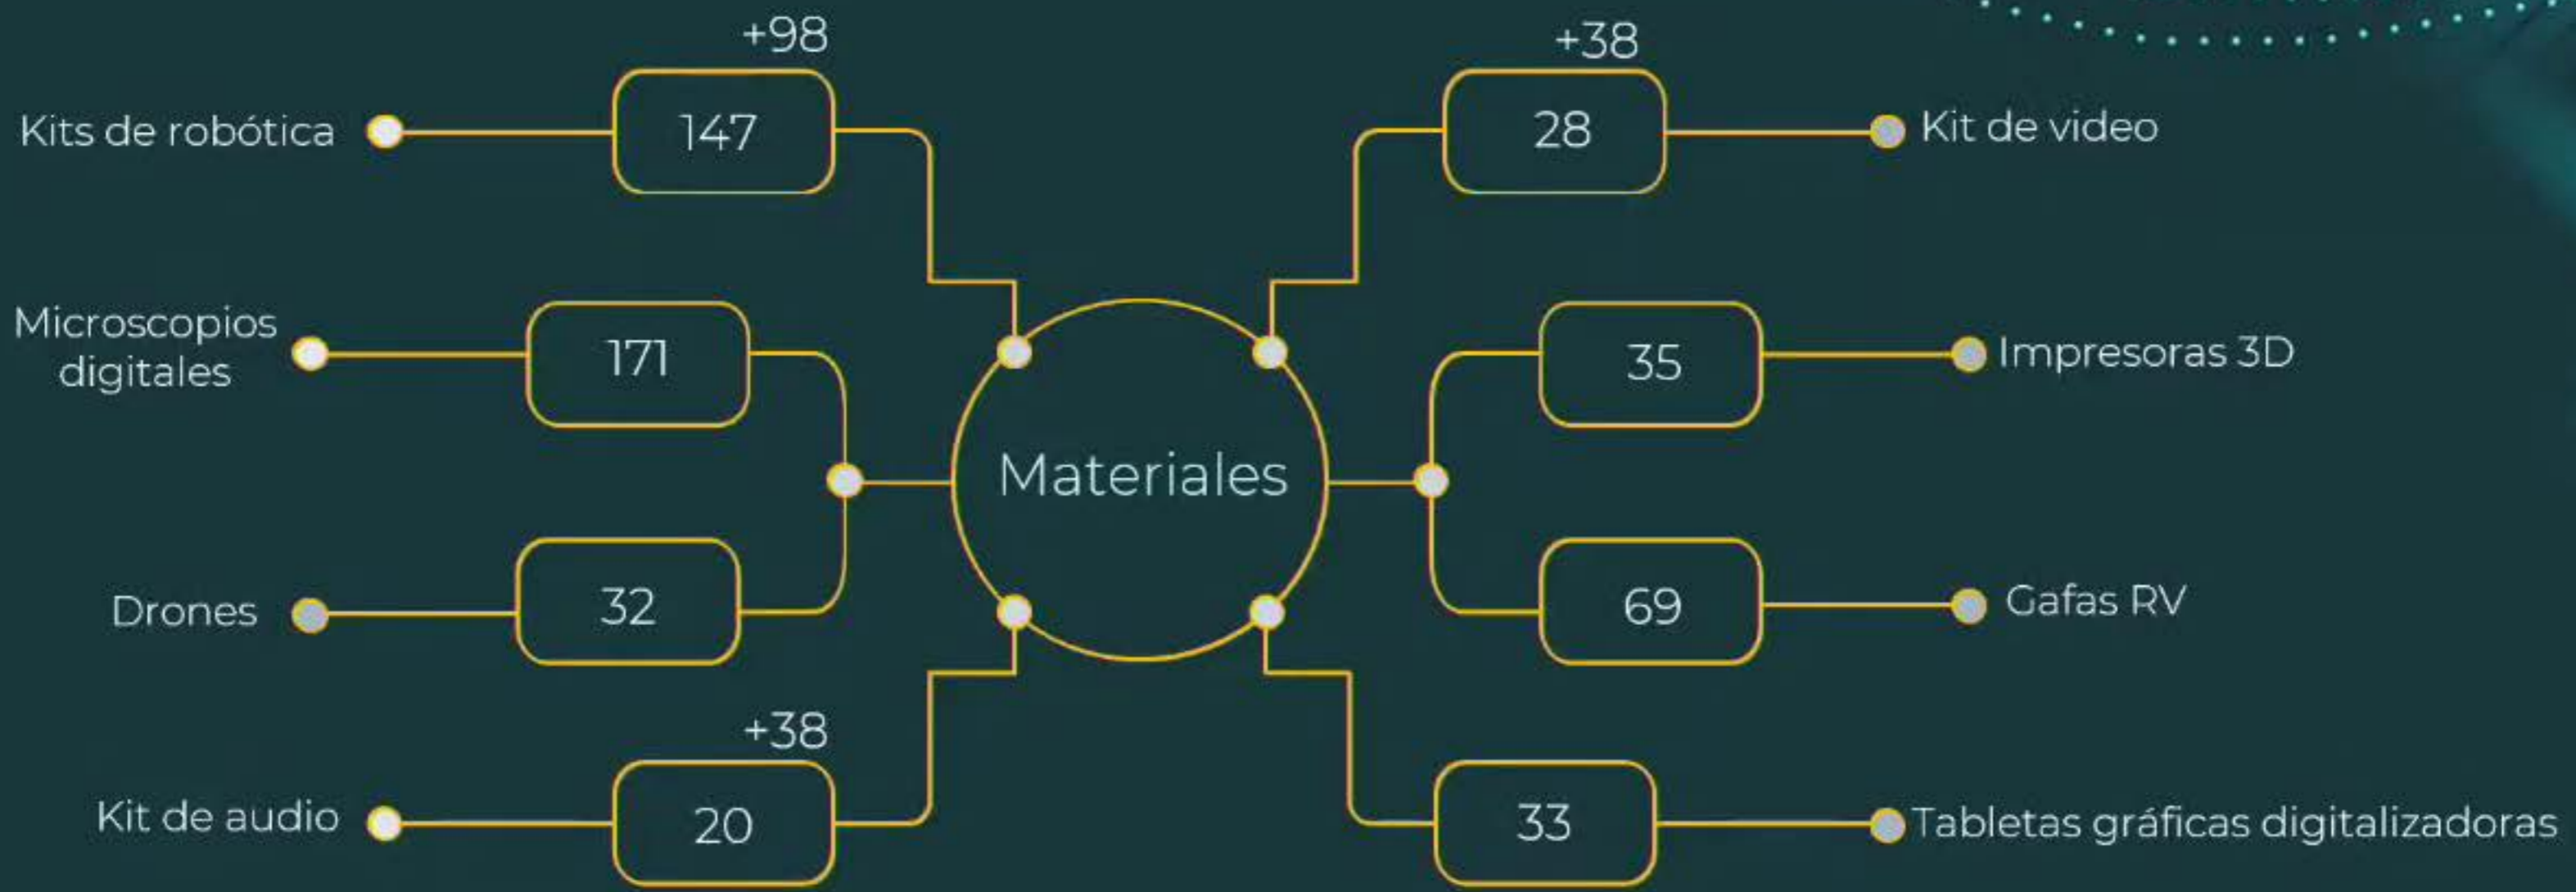 +98
Kits de robótica
147
Microscopios
digitales
171
Drones
32
+38
Kit de audio
20
Materiales
+38
28
Kit de video
35
Impresoras 3D
69
Gafas RV
33
Tabletas gráficas digitalizadoras